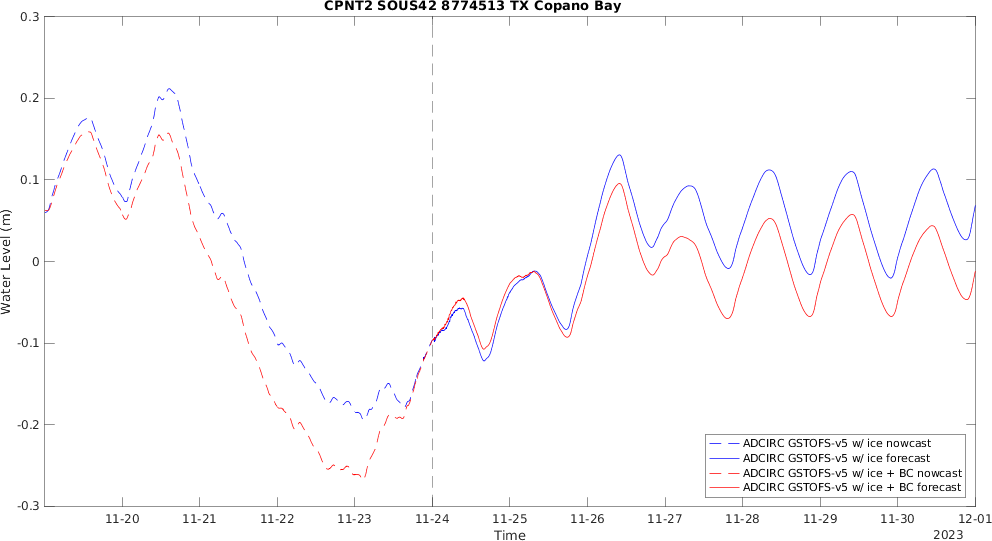 CPNT2 SOUS42 8774513 TX Copano Bay
0.3
0.2
0.1
0
-0.1
-0.2
-0.3
Water Level (m)
ADCIRC GSTOFS-v5 w/ ice nowcast
ADCIRC GSTOFS-v5 w/ ice forecast
ADCIRC GSTOFS-v5 w/ ice + BC nowcast
ADCIRC GSTOFS-v5 w/ ice + BC forecast
11-20 11-21 11-22 11-23 11-24 11-25 11-26 11-27 11-28 11-29 11-30 12-01
Time
2023